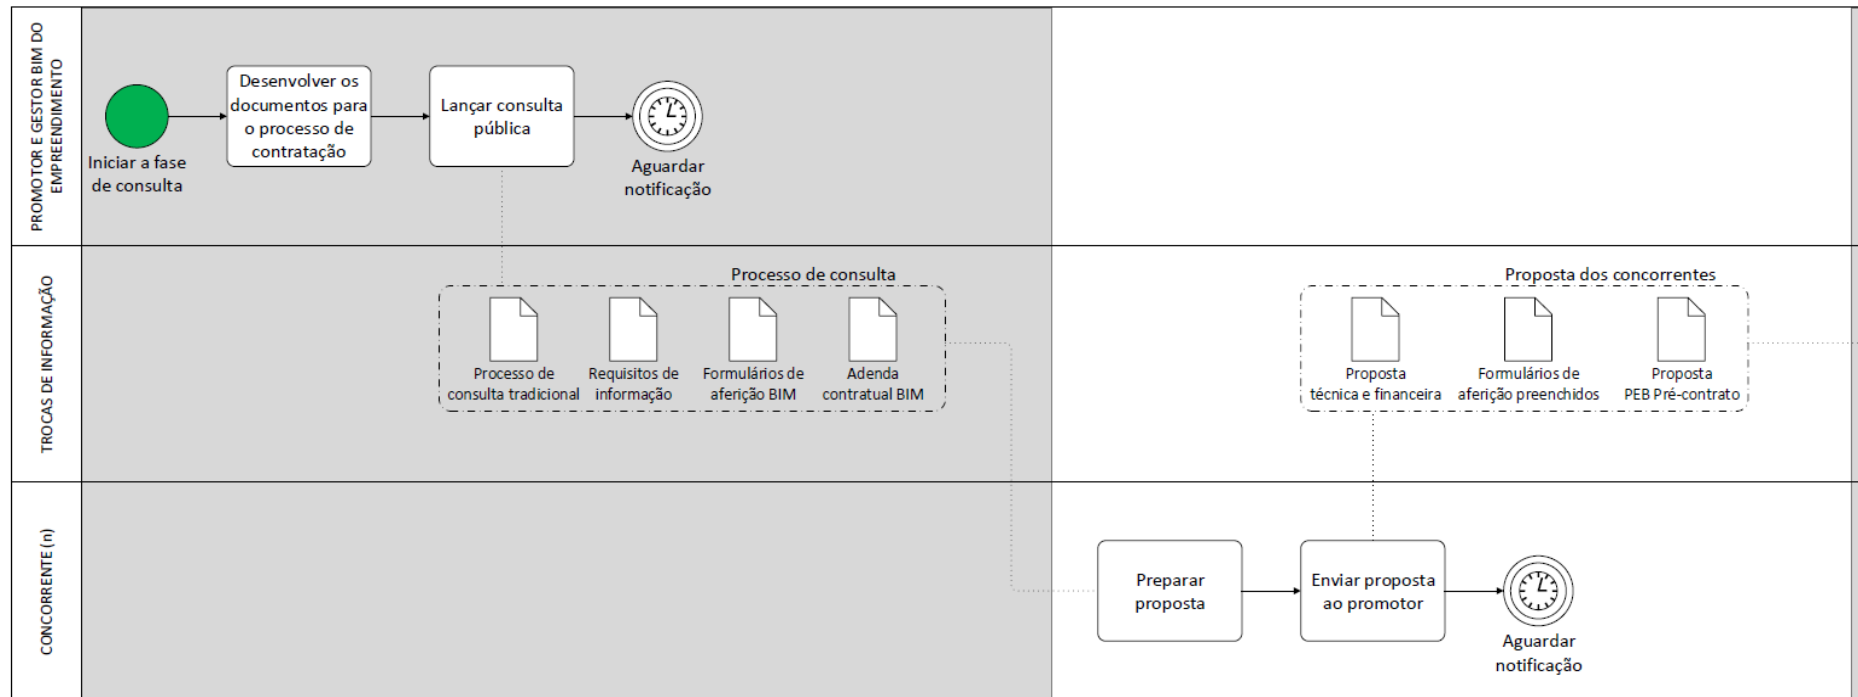 PROMOTOR E GESTOR BIM DO
EMPREENDIMENTO
Iniciar a fase
de consulta
Desenvolver os
documentos para
o processo de
contratação
Lançar consulta
pública
Aguardar
notificação
TROCAS DE INFORMAÇÃO
Processo de consulta
Processo de
consulta tradicional
Requisitos de
informação
Formulários de
aferição BIM
Adenda
contratual BIM
Proposta dos concorrentes
Proposta
técnica e financeira
Formulários de
aferição preenchidos
Proposta
PEB Pré-contrato
CONCORRENTE (n)
Preparar
proposta
Enviar proposta
ao promotor
Aguardar
notificação